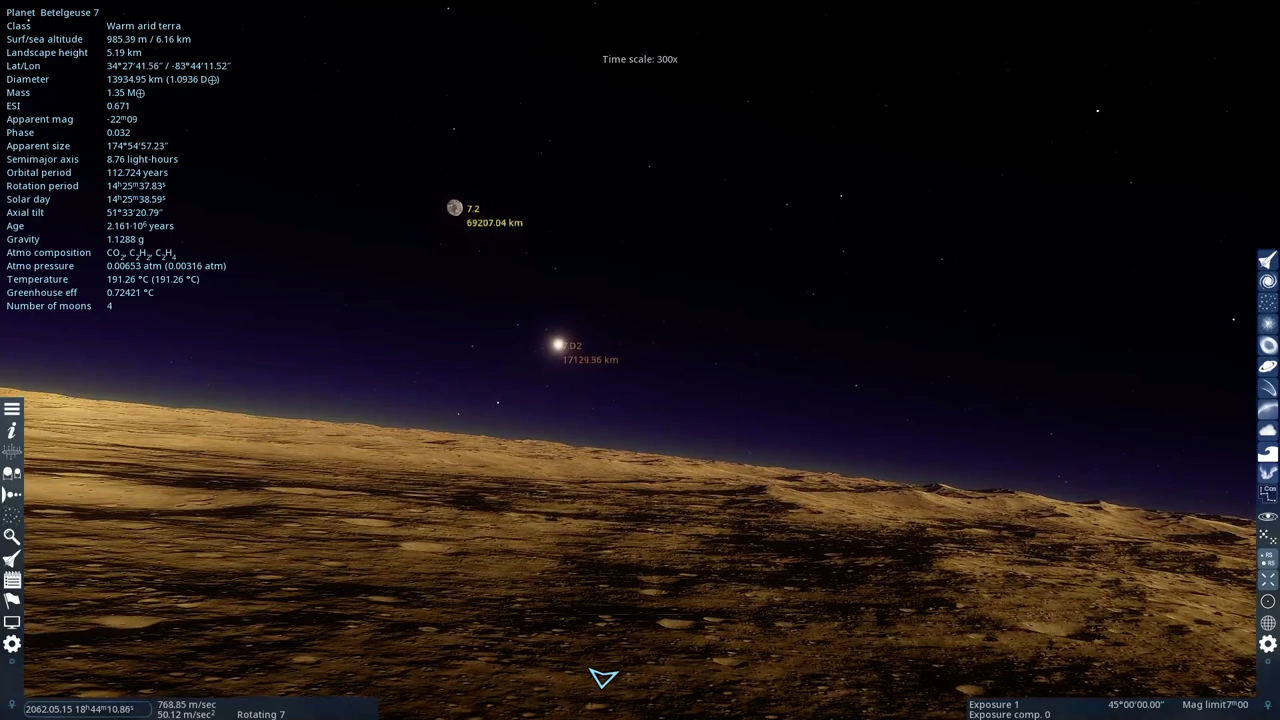 Planet Betelgeuse 7
Class Warm arid terra
Surf/sea altitude 985.39 m / 6.16 km
Landscape height 5.19 km
Lat/Lon 34°27′41.56″ / -83°44′11.52″
Diameter 13934.95 km (1.0936 D⊕)
Mass 1.35 M⊕
ESI 0.671
Apparent mag -22ᵐ09
Phase 0.032
Apparent size 174°54′57.23″
Semimajor axis 8.76 light-hours
Orbital period 112.724 years
Rotation period 14ʰ25ᵐ37.83ˢ
Solar day 14ʰ25ᵐ38.59ˢ
Axial tilt 51°33′20.79″
Age 2.161·10⁶ years
Gravity 1.1288 g
Atmo composition CO₂, C₂H₂, C₂H₄
Atmo pressure 0.00653 atm (0.00316 atm)
Temperature 191.26 °C (191.26 °C)
Greenhouse eff 0.72421 °C
Number of moons 4
Time scale: 300x
7.2
69207.04 km
7.D2
17129.36 km
RS
RS
2062.05.15 18ʰ44ᵐ10.86ˢ
768.85 m/sec
50.12 m/sec²
Rotating 7
Exposure 1
Exposure comp. 0
45°00′00.00″
Mag limit7ᵐ00